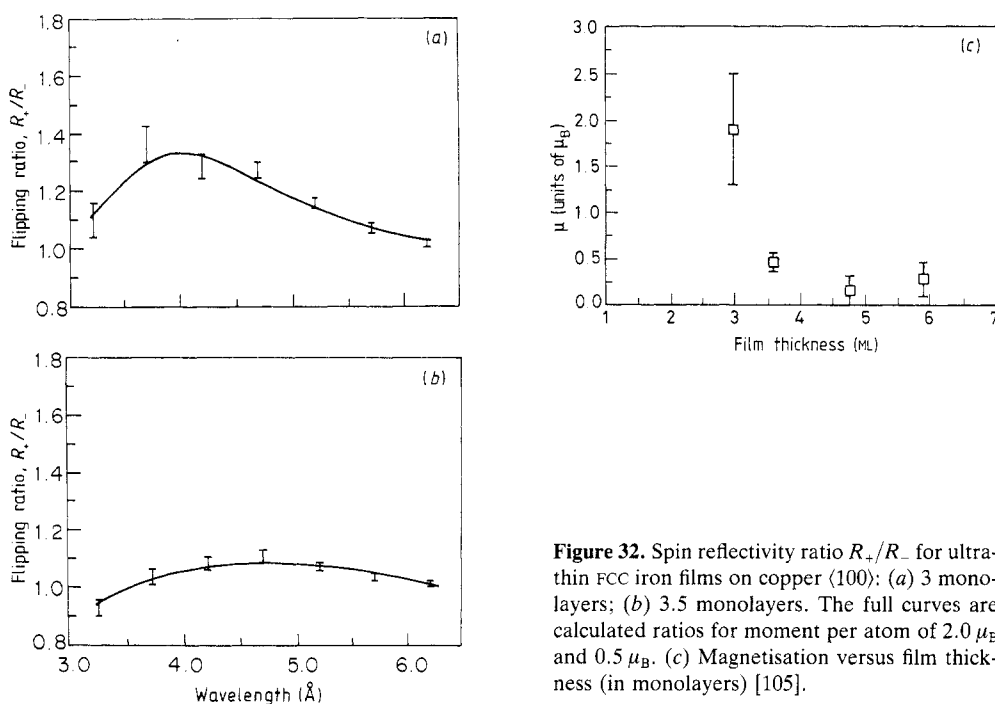 1.8
(a)
1.6
1.4
1.2
1.0
0.8
Flipping ratio, R₊/R₋
1.8
(b)
1.6
1.4
1.2
1.0
0.8
Flipping ratio, R₊/R₋
3.0 4.0 5.0 6.0
Wavelength (Å)
3.0
(c)
2.5
2.0
1.5
1.0
0.5
0.0
μ (units of μB)
1 2 3 4 5 6 7
Film thickness (ML)
Figure 32. Spin reflectivity ratio R₊/R₋ for ultra-
thin FCC iron films on copper ⟨100⟩: (a) 3 mono-
layers; (b) 3.5 monolayers. The full curves are
calculated ratios for moment per atom of 2.0 μB
and 0.5 μB. (c) Magnetisation versus film thick-
ness (in monolayers) [105].